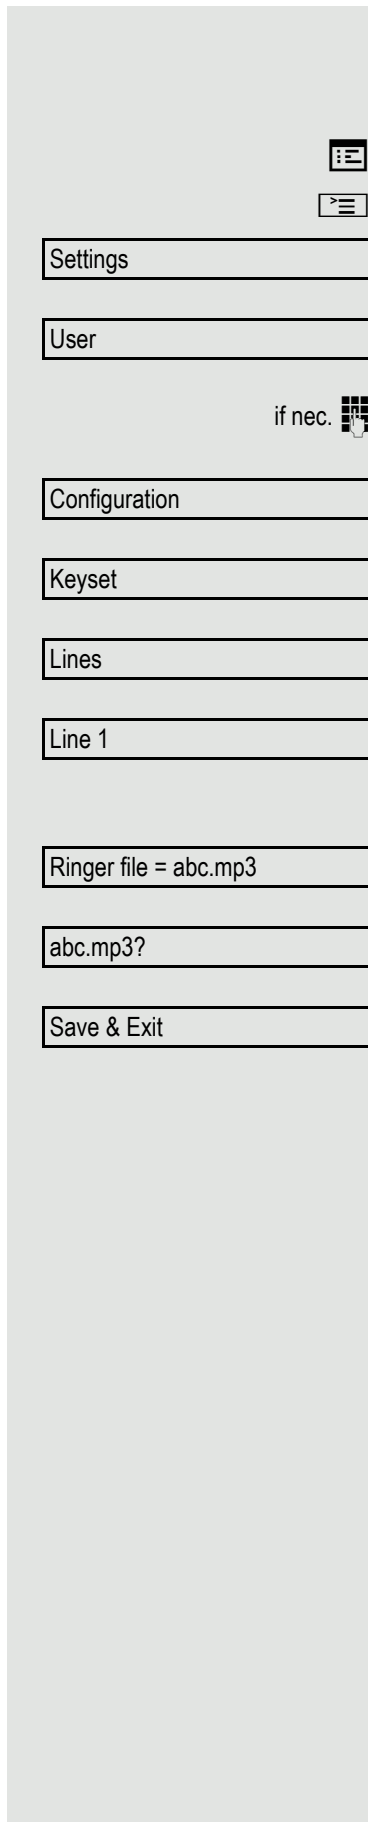 Settings
User
if nec.
Configuration
Keyset
Lines
Line 1
Ringer file = abc.mp3
abc.mp3?
Save & Exit